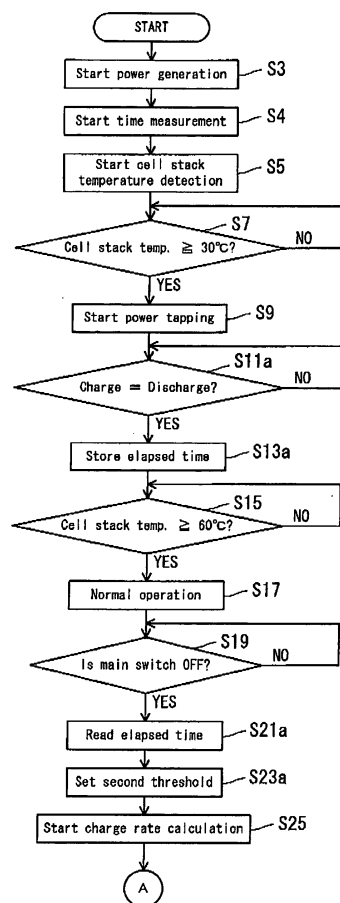 START
Start power generation
S3
Start time measurement
S4
Start cell stack
temperature detection
S5
S7
Cell stack temp. ≧ 30℃?
NO
YES
Start power tapping
S9
S11a
Charge = Discharge?
NO
YES
Store elapsed time
S13a
S15
Cell stack temp. ≧ 60℃?
NO
YES
Normal operation
S17
S19
Is main switch OFF?
NO
YES
Read elapsed time
S21a
Set second threshold
S23a
Start charge rate calculation
S25
A